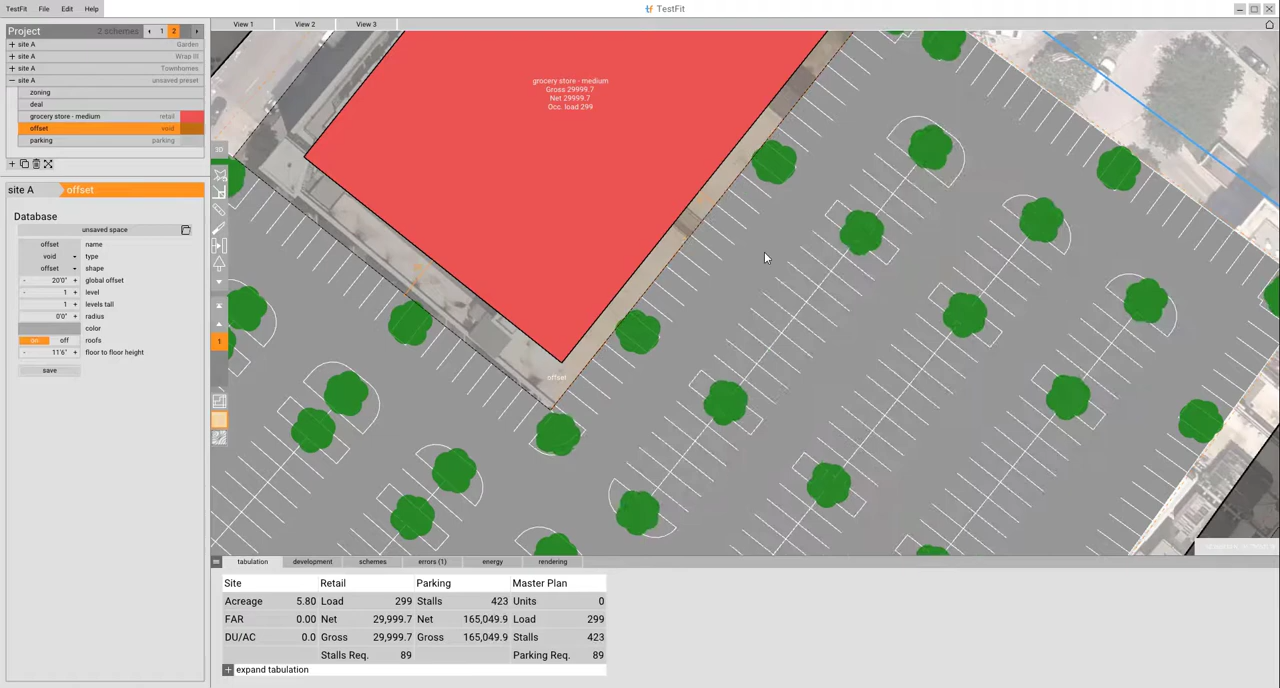 TestFit File Edit Help
TestFit
View 1 View 2 View 3
Project 2 schemes 1 2
site A Garden
site A Wrap III
site A Townhomes
site A unsaved preset
zoning
deal
grocery store - medium retail
offset void
parking parking
site A offset
Database
unsaved space
offset name
void type
offset shape
- 20'0" + global offset
- 1 + level
1 + levels tall
0'0" + radius
color
on off roofs
- 11'6" + floor to floor height
save
3D
1
grocery store - medium
Gross 29999.7
Net 29999.7
Occ. load 299
offset
tabulation development schemes errors (1) energy rendering
Site Retail Parking Master Plan
Acreage 5.80 Load 299 Stalls 423 Units 0
FAR 0.00 Net 29,999.7 Net 165,049.9 Load 299
DU/AC 0.0 Gross 29,999.7 Gross 165,049.9 Stalls 423
Stalls Req. 89 Parking Req. 89
+ expand tabulation